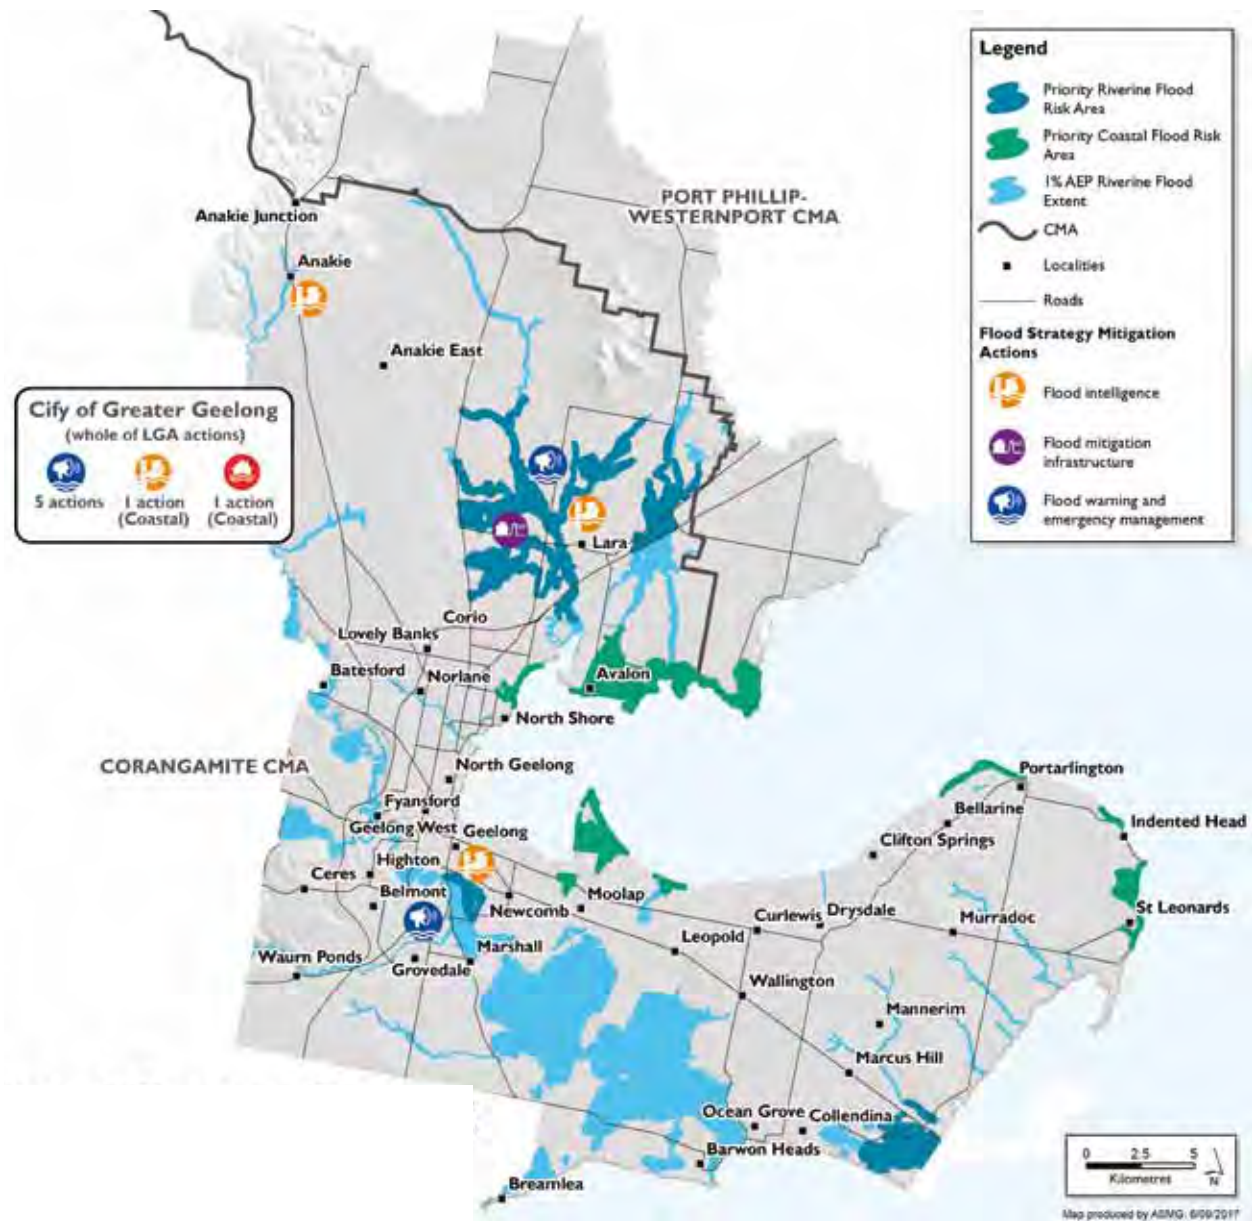 Legend
Priority Riverine Flood
Risk Area
Priority Coastal Flood Risk
Area
1% AEP Riverine Flood
Extent
CMA
Localities
Roads
Flood Strategy Mitigation
Actions
Flood intelligence
Flood mitigation
infrastructure
Flood warning and
emergency management
PORT PHILLIP-
WESTERNPORT CMA
Anakie Junction
Anakie
Anakie East
Cify of Greater Geelong
(whole of LGA actions)
5 actions
1 action
(Coastal)
1 action
(Coastal)
Lara
Corio
Lovely Banks
Batesford
Norlane
Avalon
North Shore
CORANGAMITE CMA
North Geelong
Fyansford
Geelong West
Geelong
Highton
Ceres
Belmont
Newcomb
Moolap
Waurn Ponds
Grovedale
Marshall
Leopold
Curlewis
Drysdale
Murradoc
Portarlington
Bellarine
Indented Head
Clifton Springs
St Leonards
Wallington
Mannerim
Marcus Hill
Ocean Grove
Collendina
Barwon Heads
Breamlea
0 2.5 5
Kilometres
N
Map produced by ASMG: 6/09/2017